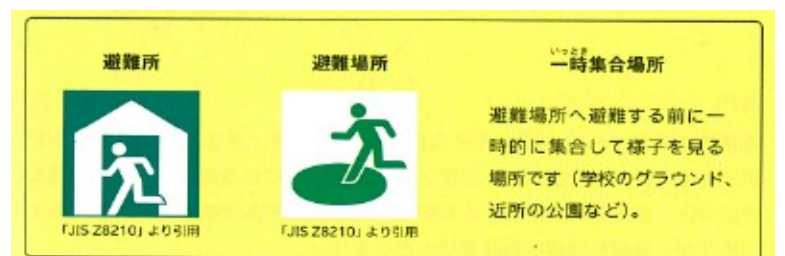 避難所
「JIS Z8210」より引用
避難場所
「JIS Z8210」より引用
いっとき
一時集合場所
避難場所へ避難する前に一
時的に集合して様子を見る
場所です（学校のグラウンド、
近所の公園など）。